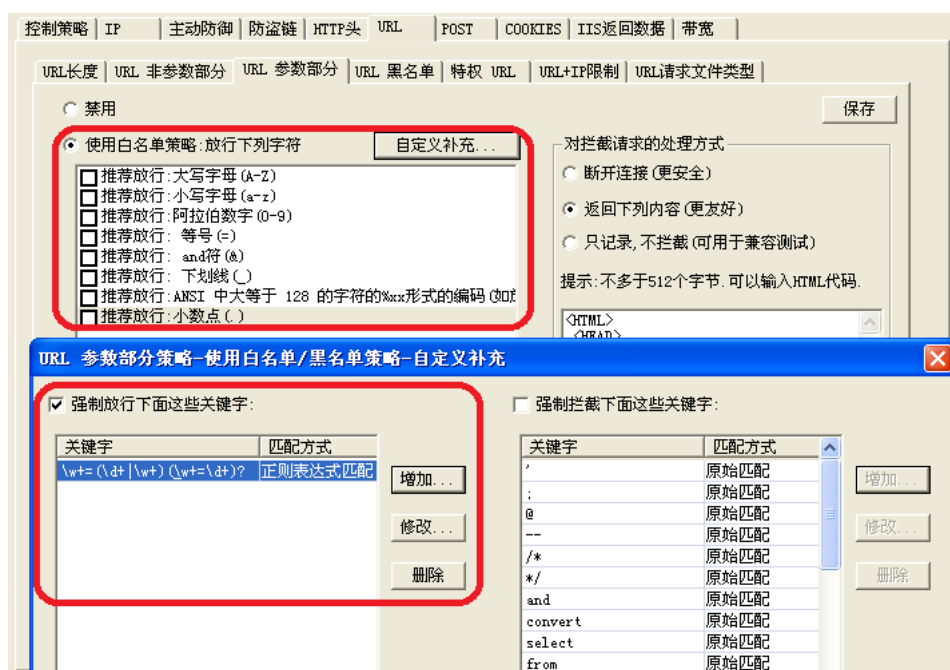 控制策略 IP 主动防御 防盗链 HTTP头 URL POST COOKIES IIS返回数据 带宽
URL长度 URL 非参数部分 URL 参数部分 URL 黑名单 特权 URL URL+IP限制 URL请求文件类型
禁用
保存
使用白名单策略:放行下列字符
自定义补充...
推荐放行:大写字母(A-Z)
推荐放行:小写字母(a-z)
推荐放行:阿拉伯数字(0-9)
推荐放行: 等号(=)
推荐放行: and符(&)
推荐放行: 下划线(_)
推荐放行:ANSI 中大等于 128 的字符的%xx形式的编码(如
推荐放行:小数点(.)
对拦截请求的处理方式
断开连接(更安全)
返回下列内容(更友好)
只记录,不拦截(可用于兼容测试)
提示:不多于512个字节.可以输入HTML代码.
<HTML>
<HEAD>
URL 参数部分策略-使用白名单/黑名单策略-自定义补充
强制放行下面这些关键字:
关键字 匹配方式
\w+=(\d+|\w+)(\w+=\d+)? 正则表达式匹配
增加...
修改...
删除
强制拦截下面这些关键字:
关键字 匹配方式
' 原始匹配
; 原始匹配
@ 原始匹配
-- 原始匹配
/* 原始匹配
*/ 原始匹配
and 原始匹配
convert 原始匹配
select 原始匹配
from 原始匹配
增加...
修改...
删除